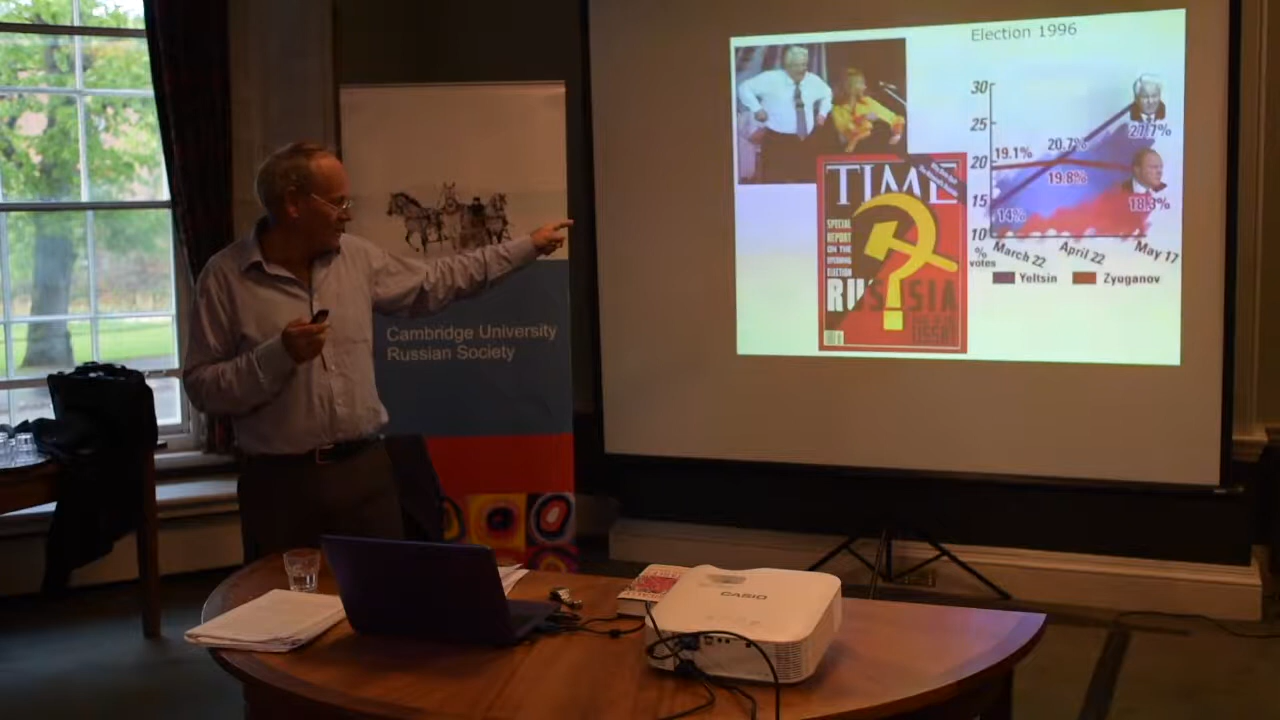 Election 1996
30
25
20
15
10
19.1%
20.7%
27.7%
19.8%
18.3%
14%
%
votes
March 22
April 22
May 17
Yeltsin
Zyuganov
TIME
SPECIAL
REPORT
ON THE
ELECTION
RUSSIA
Cambridge University
Russian Society
CASIO